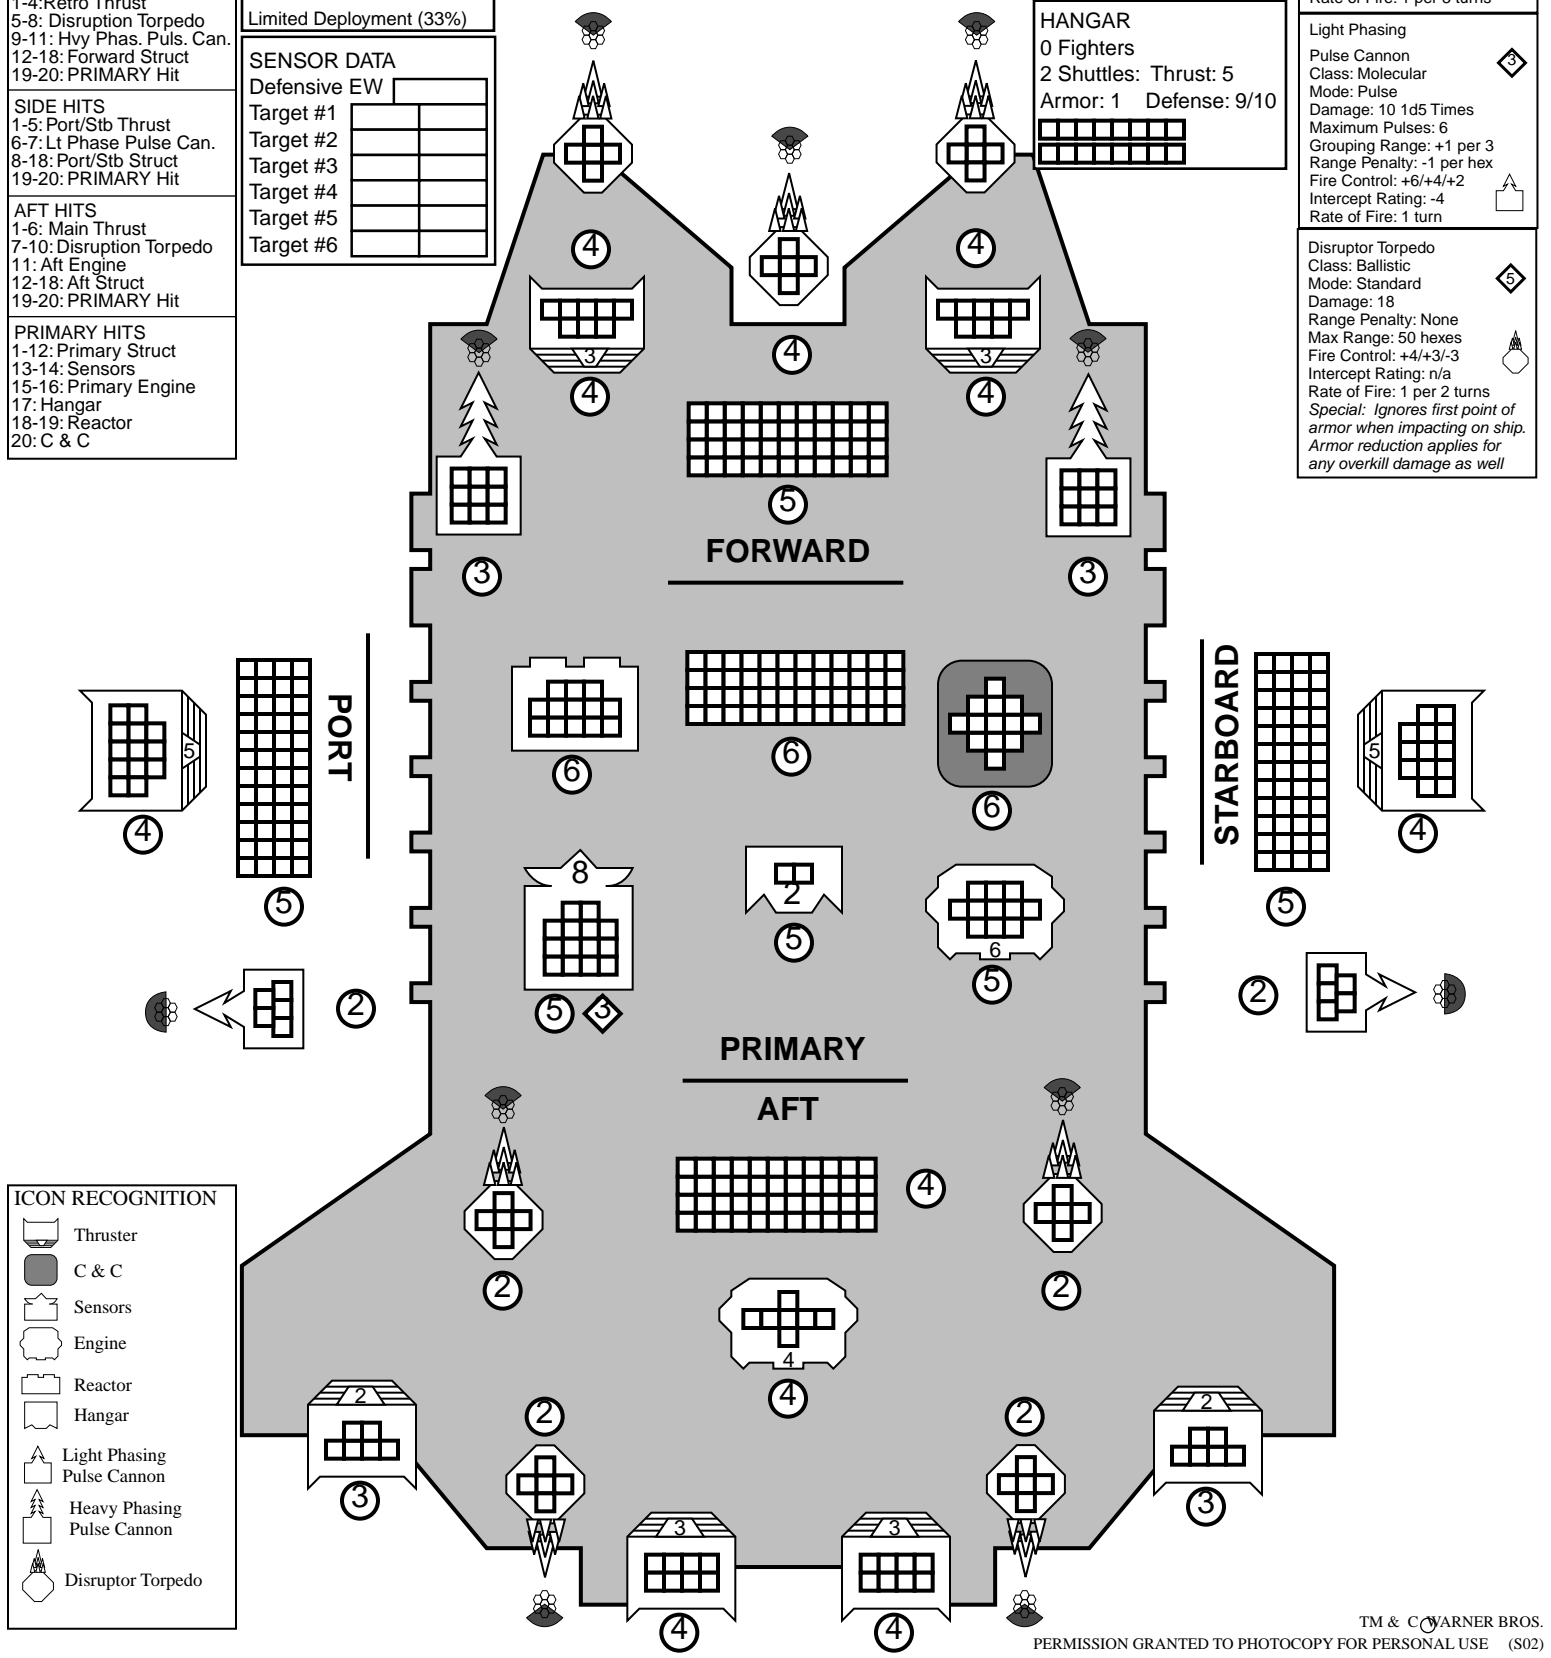 1-4:Retro Thrust
5-8: Disruption Torpedo
9-11: Hvy Phas. Puls. Can.
12-18: Forward Struct
19-20: PRIMARY Hit
SIDE HITS
1-5: Port/Stb Thrust
6-7: Lt Phase Pulse Can.
8-18: Port/Stb Struct
19-20: PRIMARY Hit
AFT HITS
1-6: Main Thrust
7-10: Disruption Torpedo
11: Aft Engine
12-18: Aft Struct
19-20: PRIMARY Hit
PRIMARY HITS
1-12: Primary Struct
13-14: Sensors
15-16: Primary Engine
17: Hangar
18-19: Reactor
20: C & C
Limited Deployment (33%)
SENSOR DATA
Defensive EW
Target #1
Target #2
Target #3
Target #4
Target #5
Target #6
HANGAR
0 Fighters
2 Shuttles: Thrust: 5
Armor: 1 Defense: 9/10
Rate of Fire: 1 per 3 turns
Light Phasing
Pulse Cannon
3
Class: Molecular
Mode: Pulse
Damage: 10 1d5 Times
Maximum Pulses: 6
Grouping Range: +1 per 3
Range Penalty: -1 per hex
Fire Control: +6/+4/+2
Intercept Rating: -4
Rate of Fire: 1 turn
Disruptor Torpedo
Class: Ballistic
5
Mode: Standard
Damage: 18
Range Penalty: None
Max Range: 50 hexes
Fire Control: +4/+3/-3
Intercept Rating: n/a
Rate of Fire: 1 per 2 turns
Special: Ignores first point of
armor when impacting on ship.
Armor reduction applies for
any overkill damage as well
4
4
4
3
3
4
4
5
3
3
FORWARD
PORT
STARBOARD
5
5
6
6
6
4
4
5
5
8
2
6
5
5
3
5
2
2
PRIMARY
AFT
4
2
2
4
4
2
2
2
2
3
3
3
3
4
4
ICON RECOGNITION
Thruster
C & C
Sensors
Engine
Reactor
Hangar
Light Phasing
Pulse Cannon
Heavy Phasing
Pulse Cannon
Disruptor Torpedo
TM & C WARNER BROS.
PERMISSION GRANTED TO PHOTOCOPY FOR PERSONAL USE (S02)